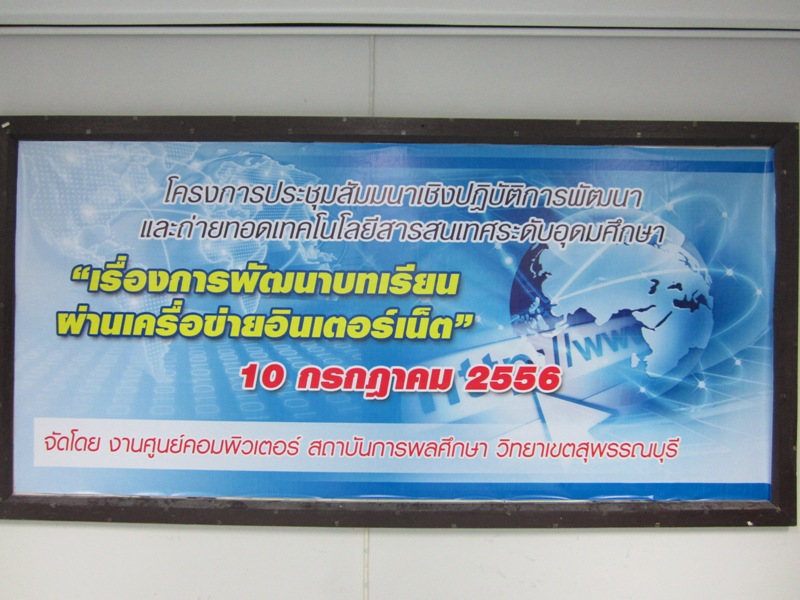 โครงการประชุมสัมมนาเชิงปฏิบัติการพัฒนา
และถ่ายทอดเทคโนโลยีสารสนเทศระดับอุดมศึกษา
“เรื่องการพัฒนาบทเรียน
ผ่านเครือข่ายอินเตอร์เน็ต”
http://www
10 กรกฎาคม 2556
จัดโดย งานศูนย์คอมพิวเตอร์ สถาบันการพลศึกษา วิทยาเขตสุพรรณบุรี